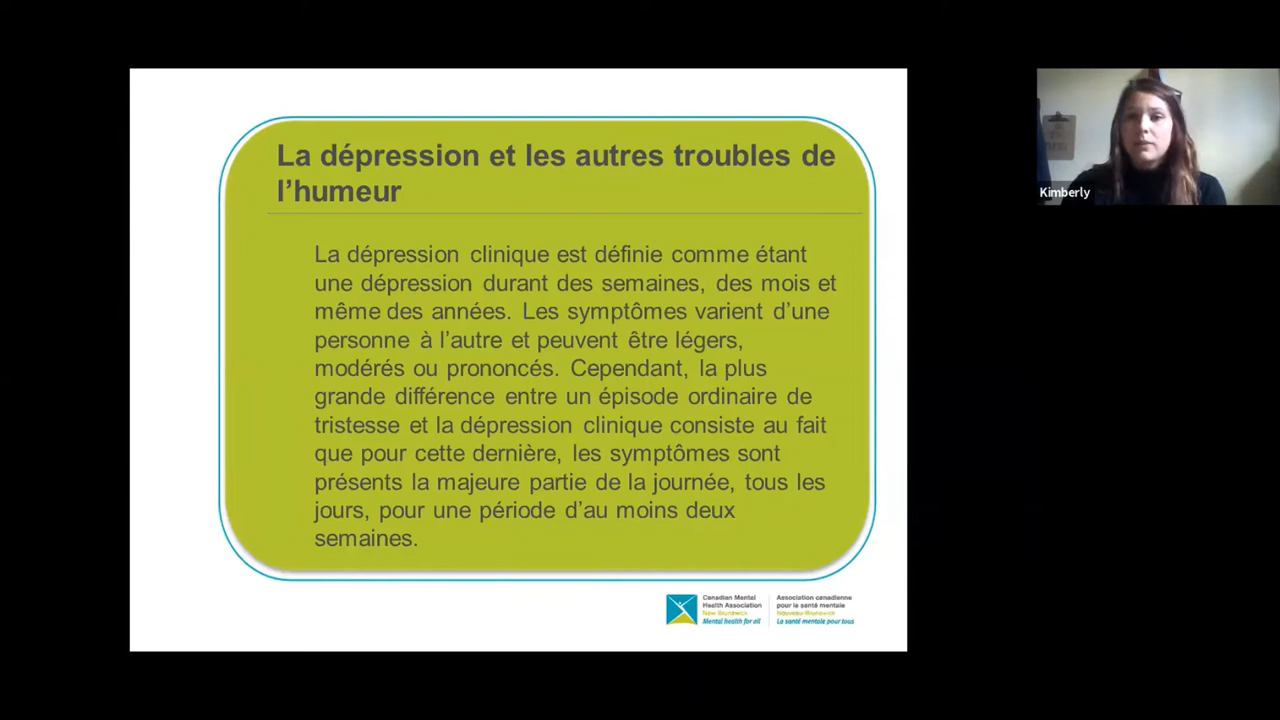 La dépression et les autres troubles de
l’humeur
La dépression clinique est définie comme étant
une dépression durant des semaines, des mois et
même des années. Les symptômes varient d’une
personne à l’autre et peuvent être légers,
modérés ou prononcés. Cependant, la plus
grande différence entre un épisode ordinaire de
tristesse et la dépression clinique consiste au fait
que pour cette dernière, les symptômes sont
présents la majeure partie de la journée, tous les
jours, pour une période d’au moins deux
semaines.
Kimberly
Canadian Mental
Health Association
New Brunswick
Mental health for all
Association canadienne
pour la santé mentale
Nouveau-Brunswick
La santé mentale pour tous